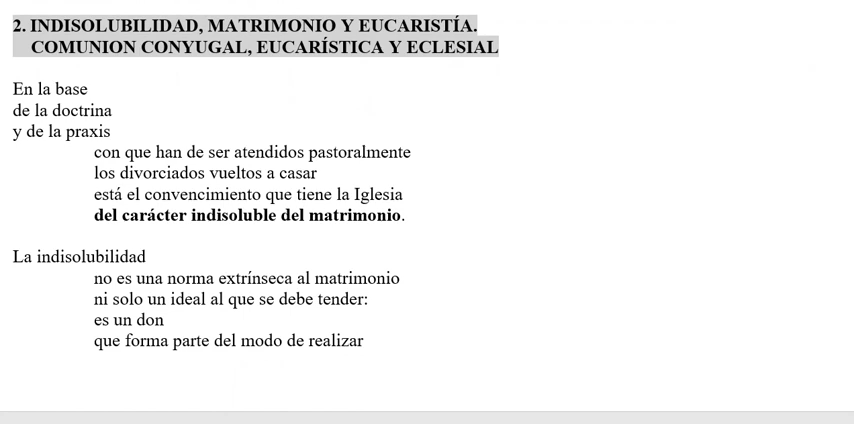 2. INDISOLUBILIDAD, MATRIMONIO Y EUCARISTÍA.
COMUNION CONYUGAL, EUCARÍSTICA Y ECLESIAL
En la base
de la doctrina
y de la praxis
con que han de ser atendidos pastoralmente
los divorciados vueltos a casar
está el convencimiento que tiene la Iglesia
del carácter indisoluble del matrimonio.
La indisolubilidad
no es una norma extrínseca al matrimonio
ni solo un ideal al que se debe tender:
es un don
que forma parte del modo de realizar